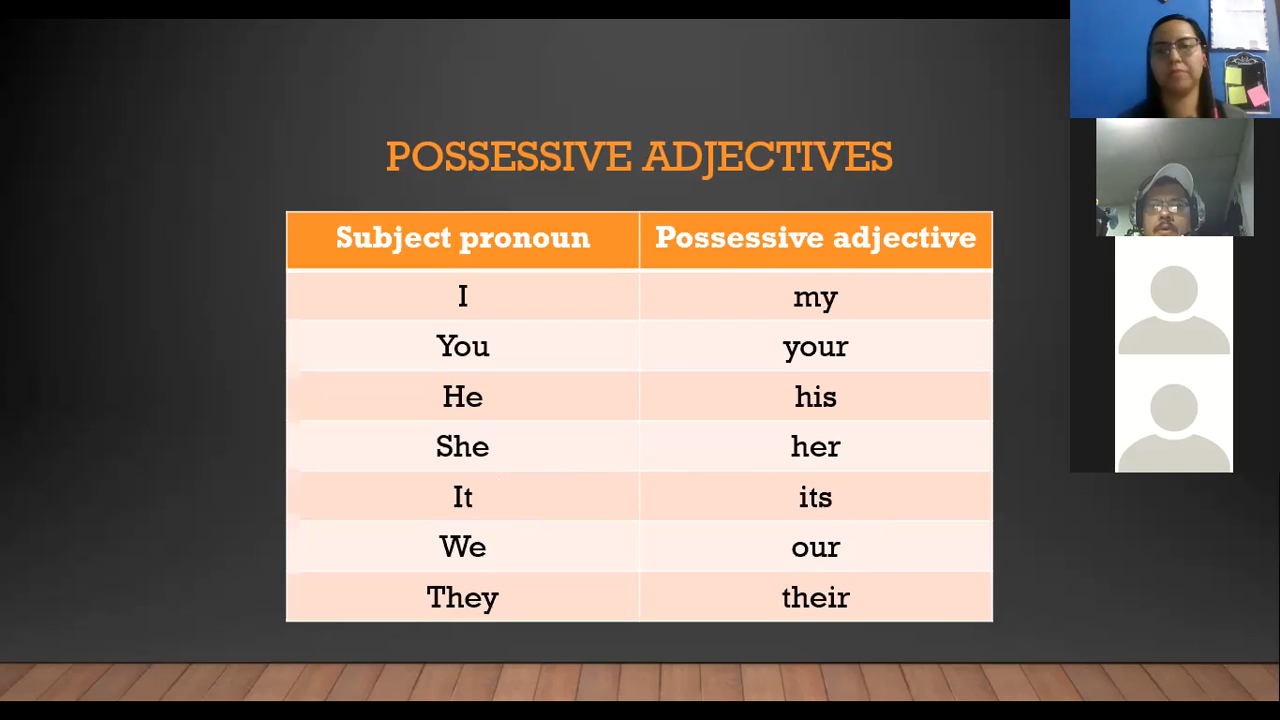 POSSESSIVE ADJECTIVES
Subject pronoun Possessive adjective
I my
You your
He his
She her
It its
We our
They their